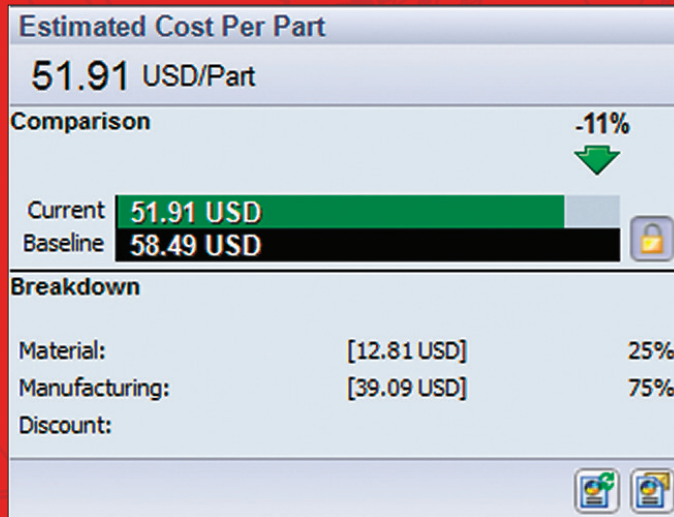 Estimated Cost Per Part
51.91 USD/Part
Comparison -11%
Current 51.91 USD
Baseline 58.49 USD
Breakdown
Material: [12.81 USD] 25%
Manufacturing: [39.09 USD] 75%
Discount: